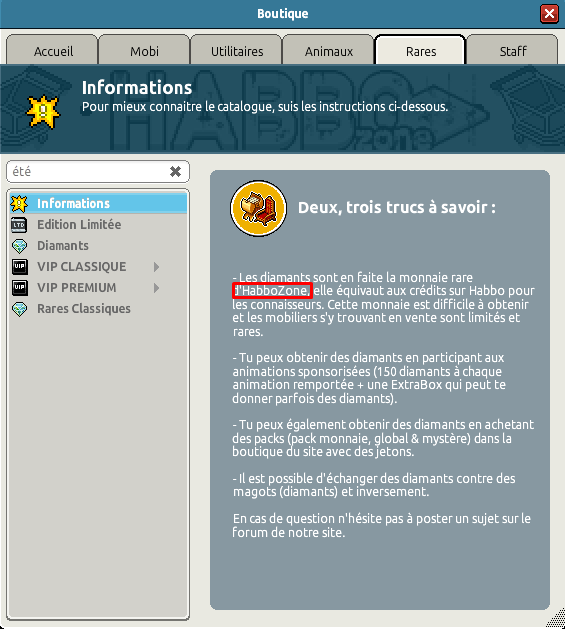 Boutique
Accueil
Mobi
Utilitaires
Animaux
Rares
Staff
HABBO
zone
Informations
Pour mieux connaitre le catalogue, suis les instructions ci-dessous.
été
Informations
LTD Edition Limitée
Diamants
VIP VIP CLASSIQUE
VIP VIP PREMIUM
Rares Classiques
Deux, trois trucs à savoir :
- Les diamants sont en faite la monnaie rare
d'HabboZone, elle équivaut aux crédits sur Habbo pour
les connaisseurs. Cette monnaie est difficile à obtenir
et les mobiliers s'y trouvant en vente sont limités et
rares.
- Tu peux obtenir des diamants en participant aux
animations sponsorisées (150 diamants à chaque
animation remportée + une ExtraBox qui peut te
donner parfois des diamants).
- Tu peux également obtenir des diamants en achetant
des packs (pack monnaie, global & mystère) dans la
boutique du site avec des jetons.
- Il est possible d'échanger des diamants contre des
magots (diamants) et inversement.
En cas de question n'hésite pas à poster un sujet sur le
forum de notre site.